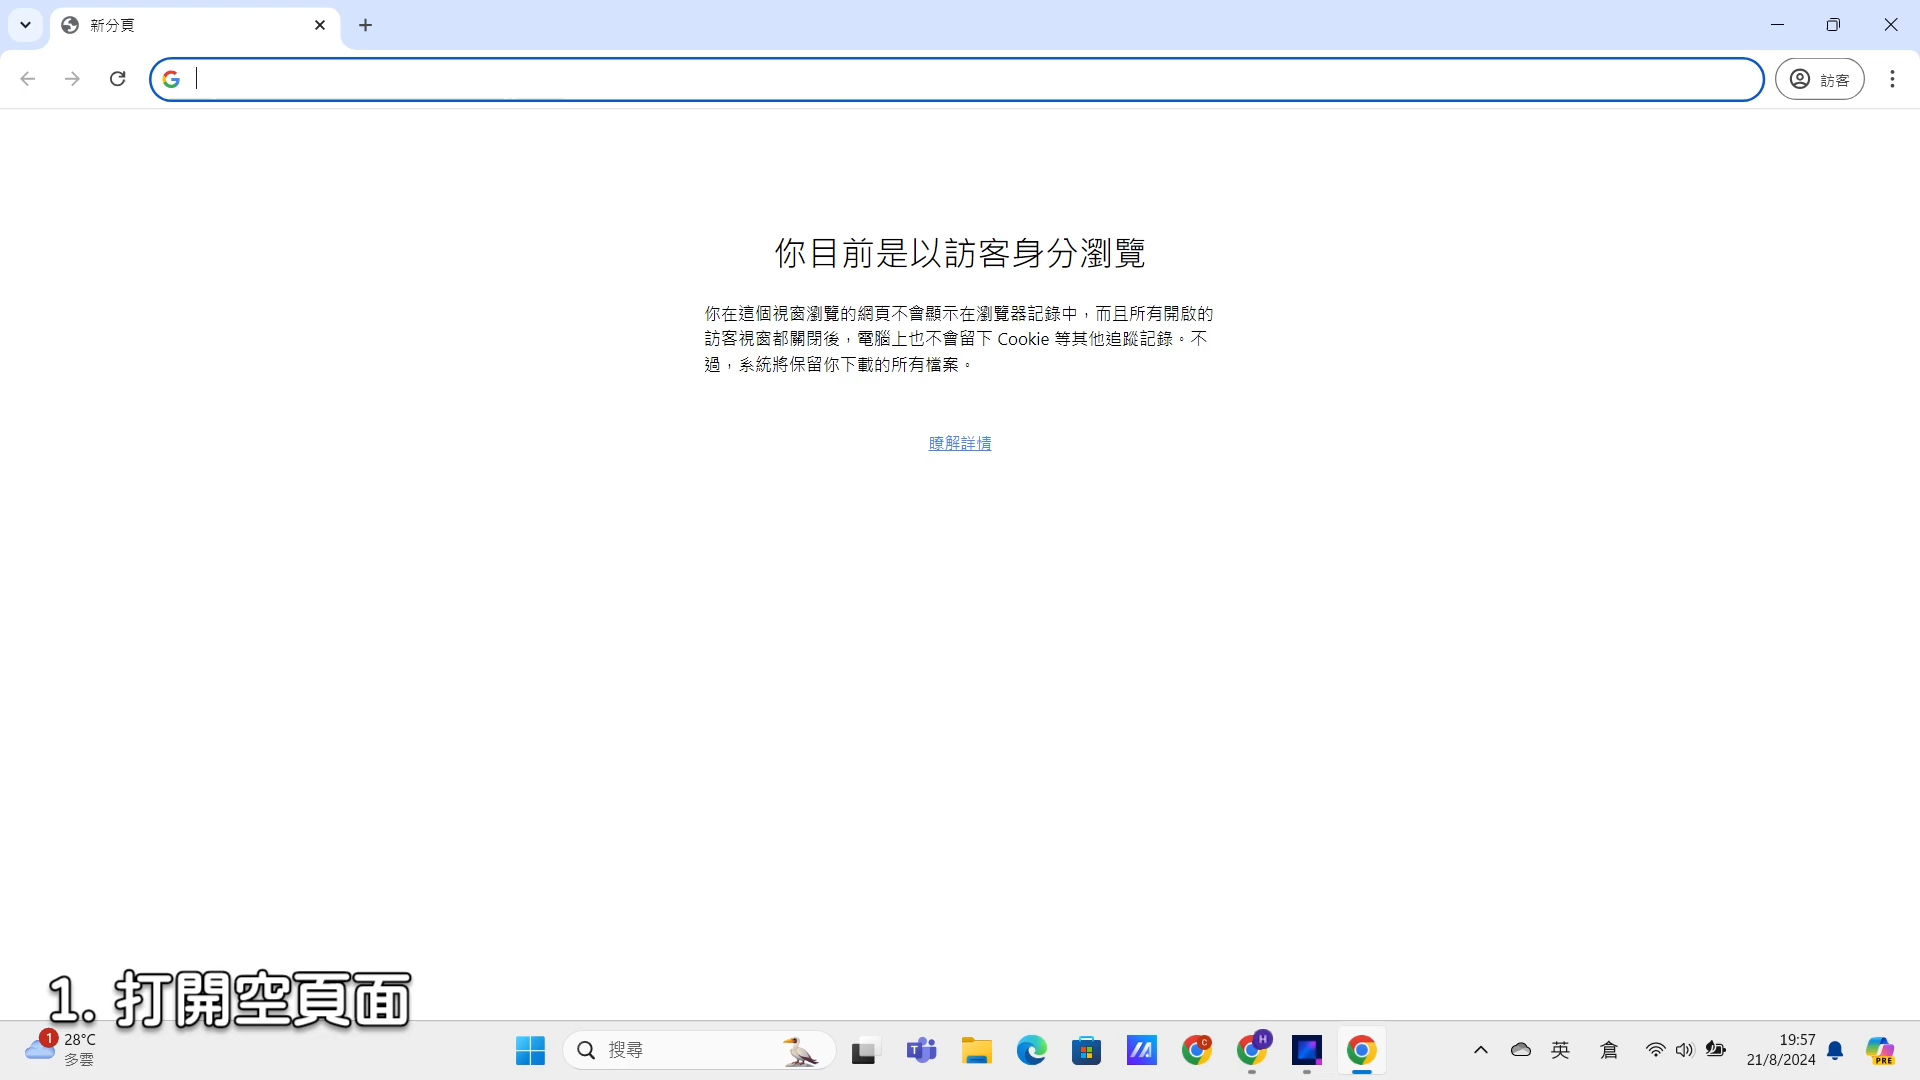 新分頁
訪客
你目前是以訪客身分瀏覽
你在這個視窗瀏覽的網頁不會顯示在瀏覽器記錄中，而且所有開啟的
訪客視窗都關閉後，電腦上也不會留下 Cookie 等其他追蹤記錄。不
過，系統將保留你下載的所有檔案。
瞭解詳情
1. 打開空頁面
1
28°C
多雲
搜尋
C
H
英
倉
19:57
21/8/2024
PRE